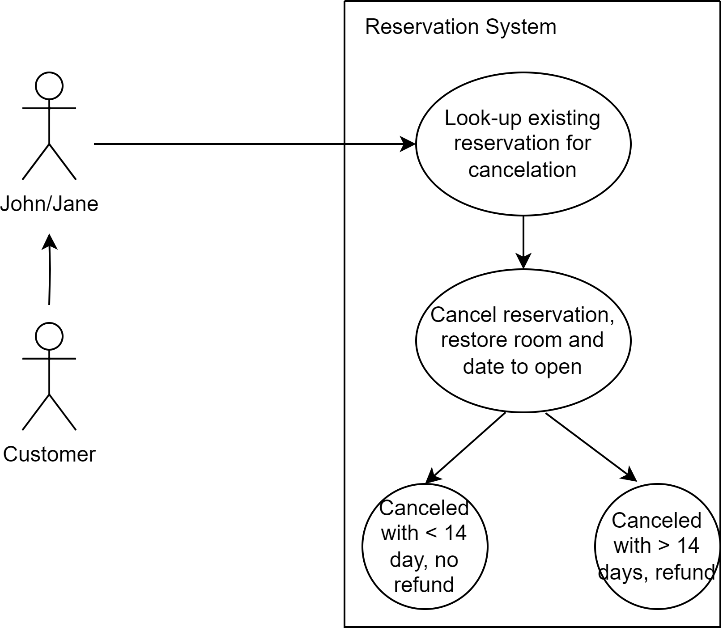 Reservation System
Look-up existing
reservation for
cancelation
John/Jane
Cancel reservation,
restore room and
date to open
Customer
Canceled
with < 14
day, no
refund
Canceled
with > 14
days, refund